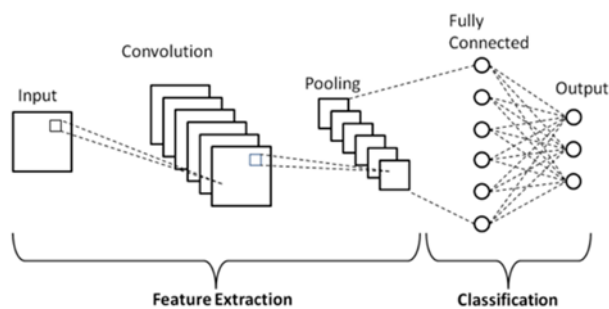 Fully
Connected
Convolution
Pooling
Output
Input
Feature Extraction
Classification